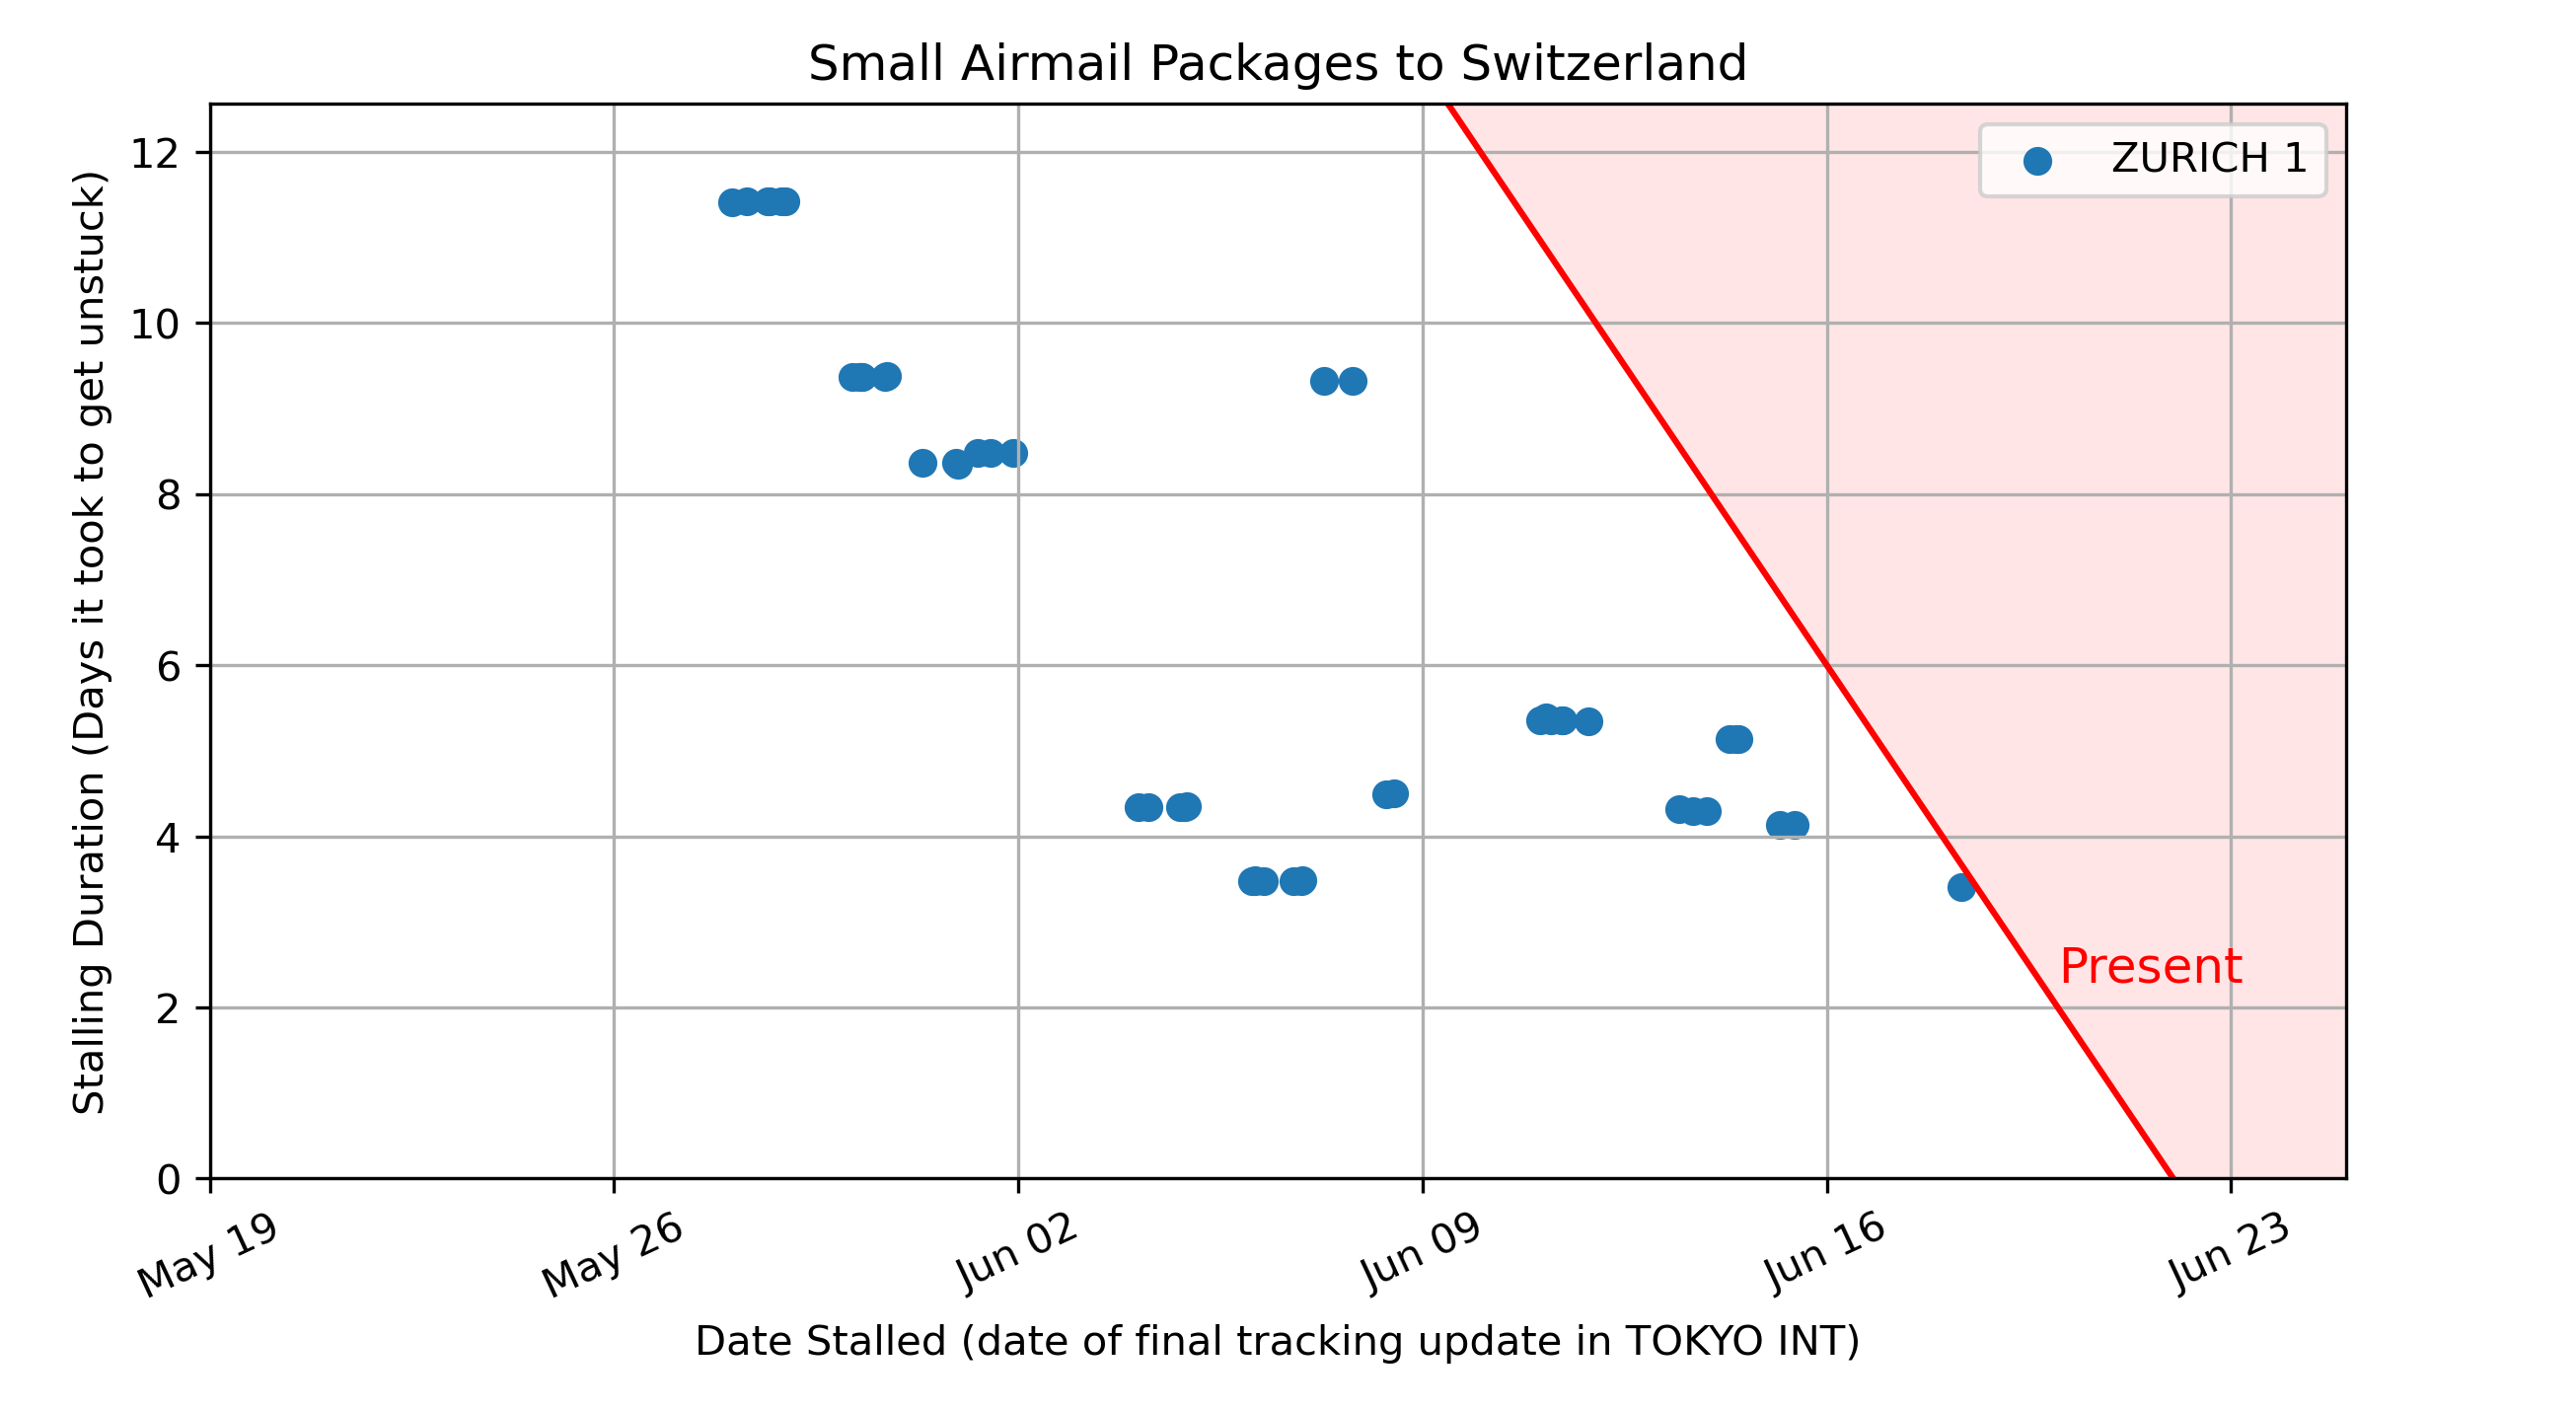 Small Airmail Packages to Switzerland
Stalling Duration (Days it took to get unstuck)
12
10
8
6
4
2
0
ZURICH 1
Present
May 19
May 26
Jun 02
Jun 09
Jun 16
Jun 23
Date Stalled (date of final tracking update in TOKYO INT)